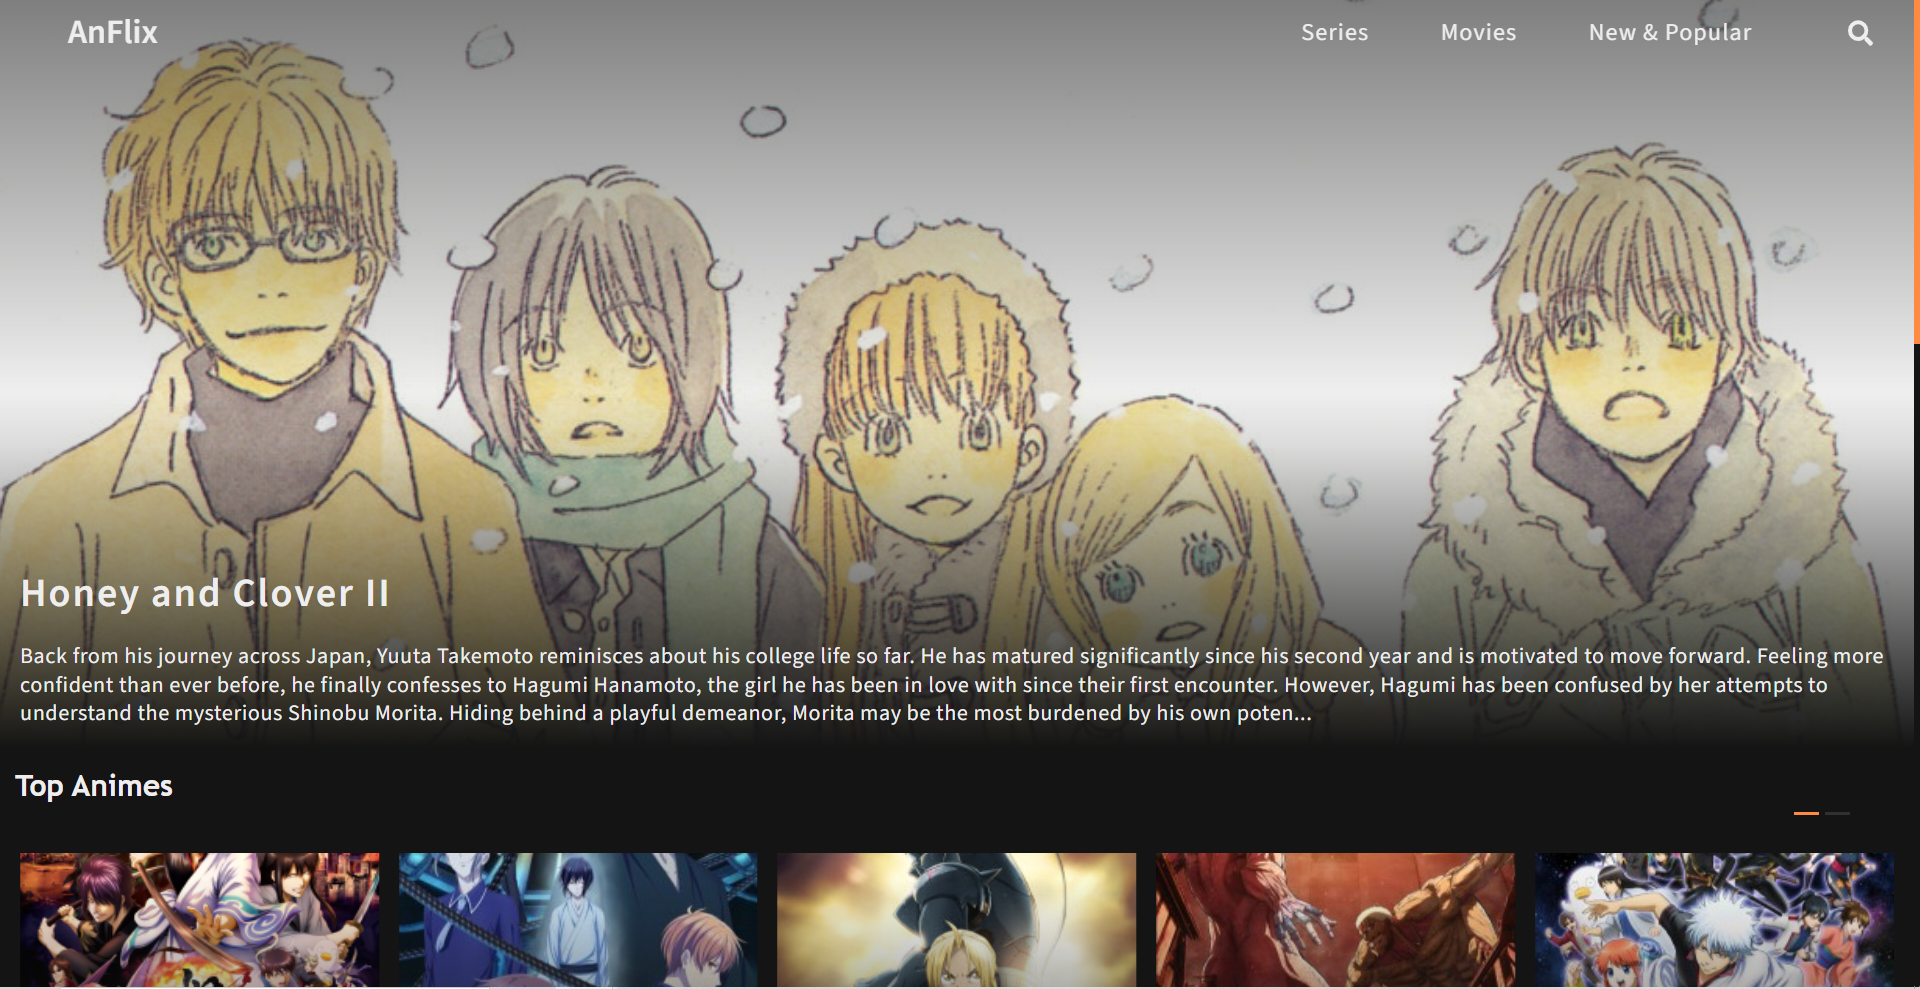 AnFlix
Series
Movies
New & Popular
Honey and Clover II
Back from his journey across Japan, Yuuta Takemoto reminisces about his college life so far. He has matured significantly since his second year and is motivated to move forward. Feeling more
confident than ever before, he finally confesses to Hagumi Hanamoto, the girl he has been in love with since their first encounter. However, Hagumi has been confused by her attempts to
understand the mysterious Shinobu Morita. Hiding behind a playful demeanor, Morita may be the most burdened by his own poten...
Top Animes